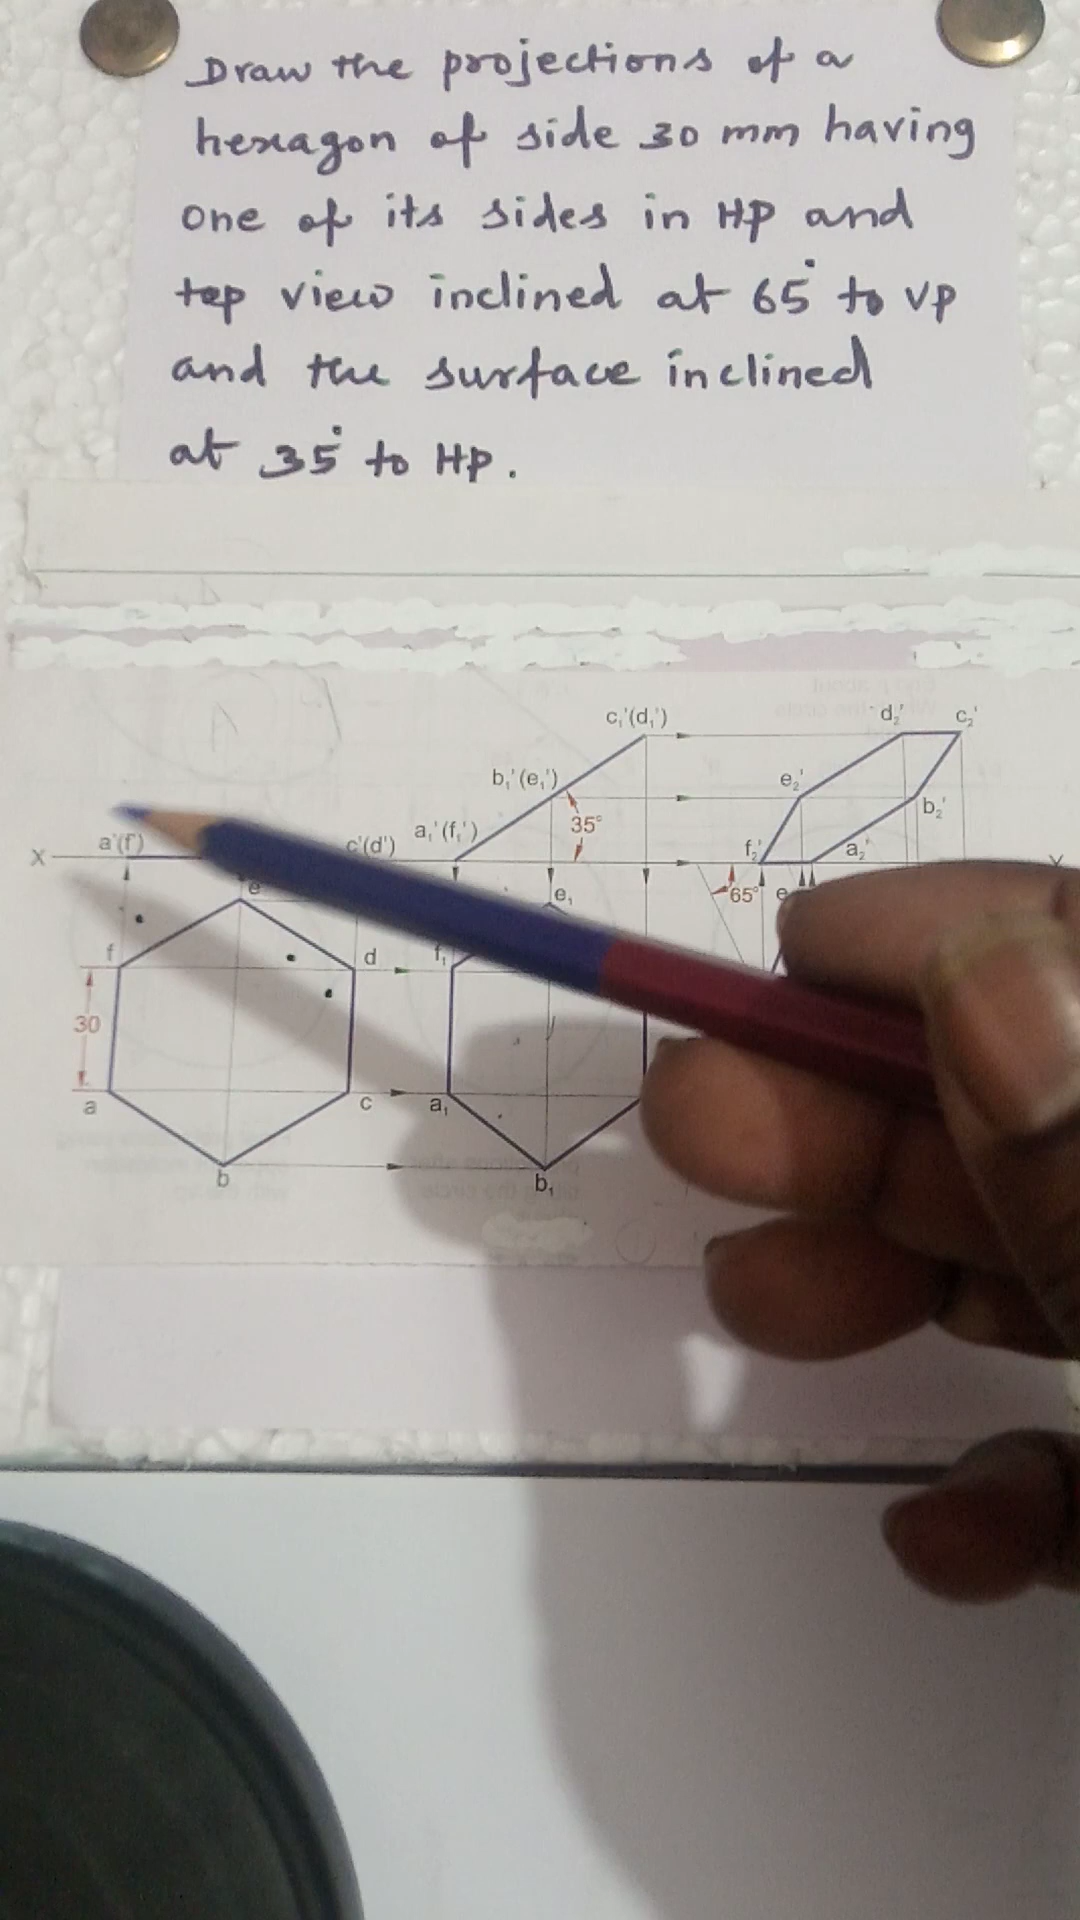 Draw the projections of a
hexagon of side 30 mm having
one of its sides in HP and
top view inclined at 65° to VP
and the surface inclined
at 35° to HP.
c₁'(d₁')
d₂'
c₂'
b₁'(e₁')
e₂'
b₂'
a₁'(f₁')
35°
a'(f')
c'(d')
f₂'
a₂'
X
Y
65°
e
e₁
e
f
d
f₁
30
a
c
a₁
b
b₁